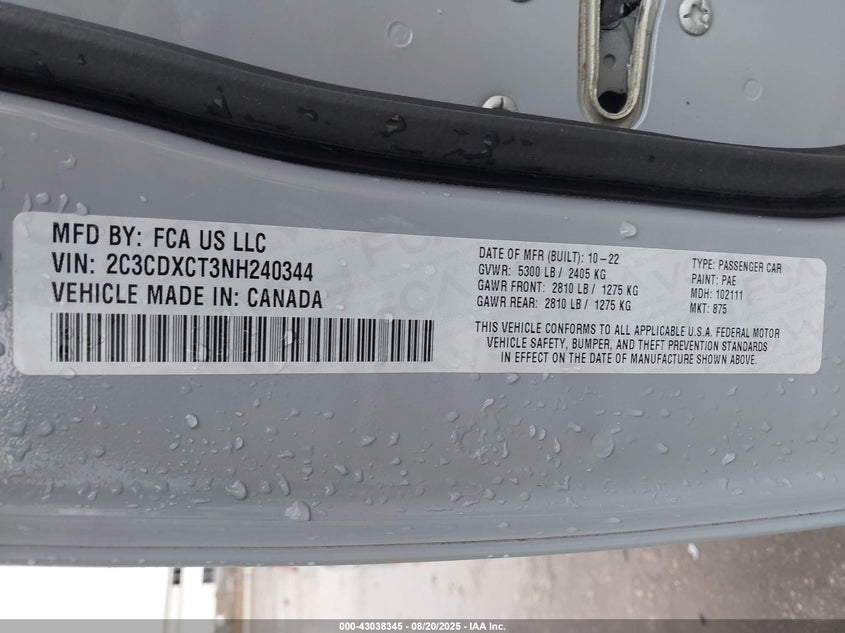 MFD BY: FCA US LLC
VIN: 2C3CDXCT3NH240344
VEHICLE MADE IN: CANADA
DATE OF MFR (BUILT): 10-22
GVWR: 5300 LB / 2405 KG
GAWR FRONT: 2810 LB / 1275 KG
GAWR REAR: 2810 LB / 1275 KG
TYPE: PASSENGER CAR
PAINT: PAE
MDH: 102111
MKT: 875
THIS VEHICLE CONFORMS TO ALL APPLICABLE U.S.A. FEDERAL MOTOR
VEHICLE SAFETY, BUMPER, AND THEFT PREVENTION STANDARDS
IN EFFECT ON THE DATE OF MANUFACTURE SHOWN ABOVE.
000-43038345 - 08/20/2025 - IAA Inc.